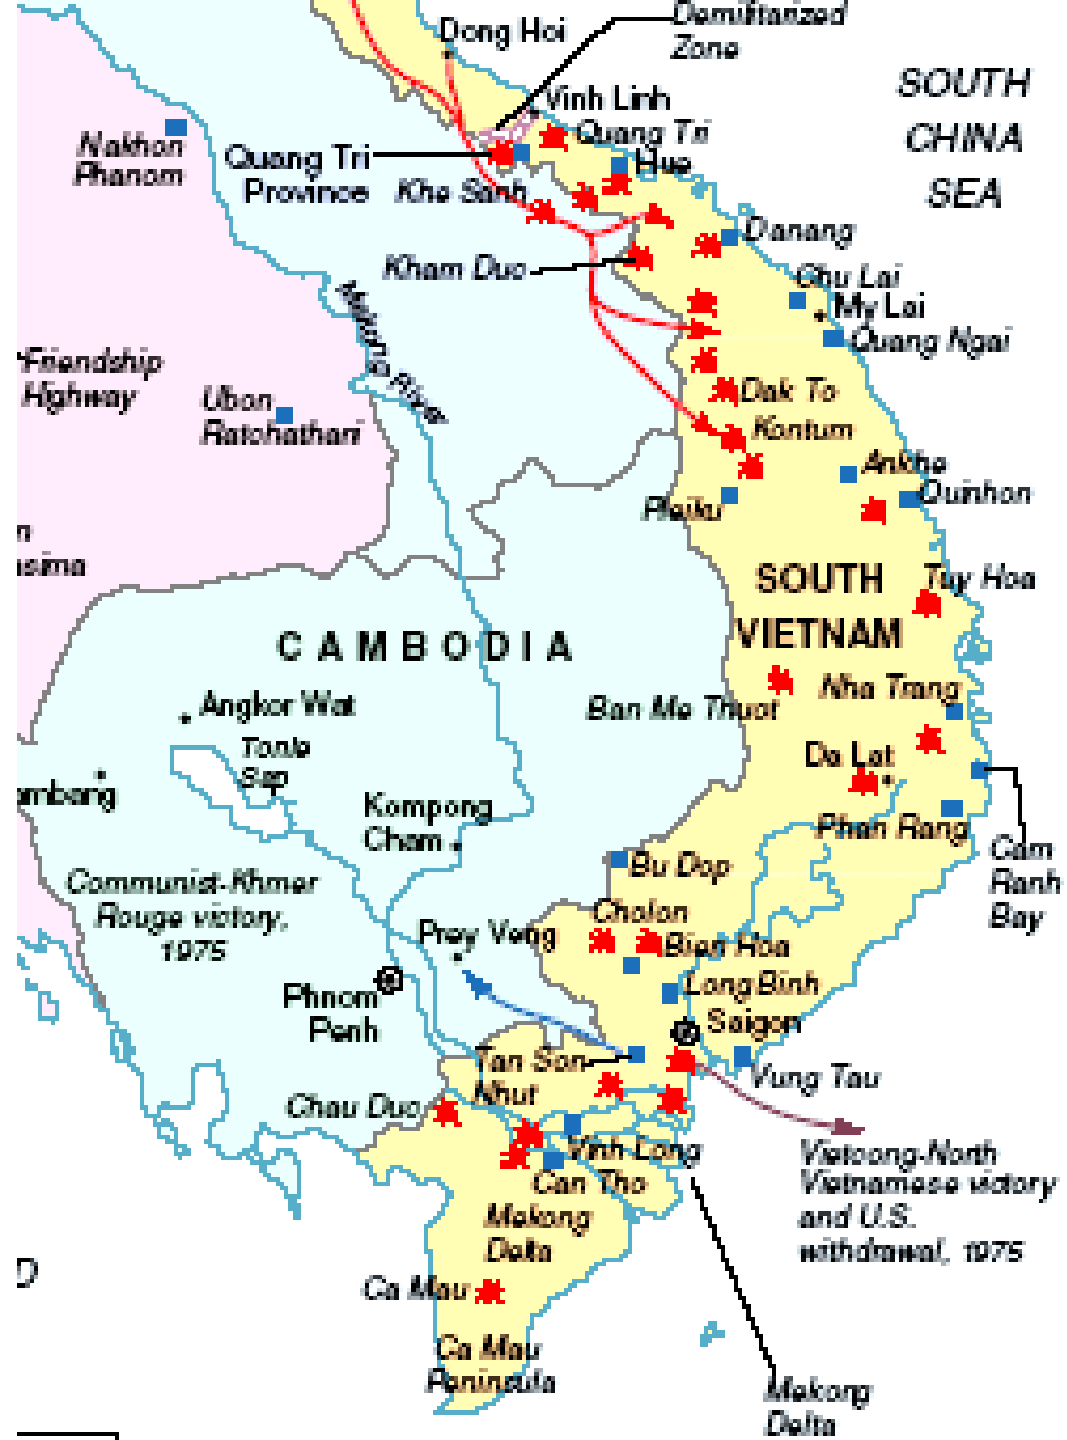 Dong Hoi
Demilitarized
Zone
SOUTH
CHINA
SEA
Vinh Linh
Quang Tri
Nakhon
Phanom
Quang Tri
Province
Hue
Khe Sanh
Danang
Kham Duc
Chu Lai
My Lai
Mekong River
Quang Ngai
Friendship
Highway
Ubon
Ratchathani
Dak To
Kontum
Ankhe
Quinhon
Pleiku
SOUTH
VIETNAM
Tuy Hoa
CAMBODIA
Nha Trang
Ban Me Thuot
Angkor Wat
Tonle
Sap
Da Lat
Kompong
Cham
Phan Rang
Cam
Ranh
Bay
Bu Dop
Communist-Khmer
Rouge victory,
1975
Cholon
Prey Veng
Bien Hoa
Long Binh
Phnom
Penh
Saigon
Tan Son
Nhut
Vung Tau
Chau Duc
Vinh Long
Can Tho
Vietcong-North
Vietnamese victory
and U.S.
withdrawal, 1975
Mekong
Delta
Ca Mau
Ca Mau
Peninsula
Mekong
Delta